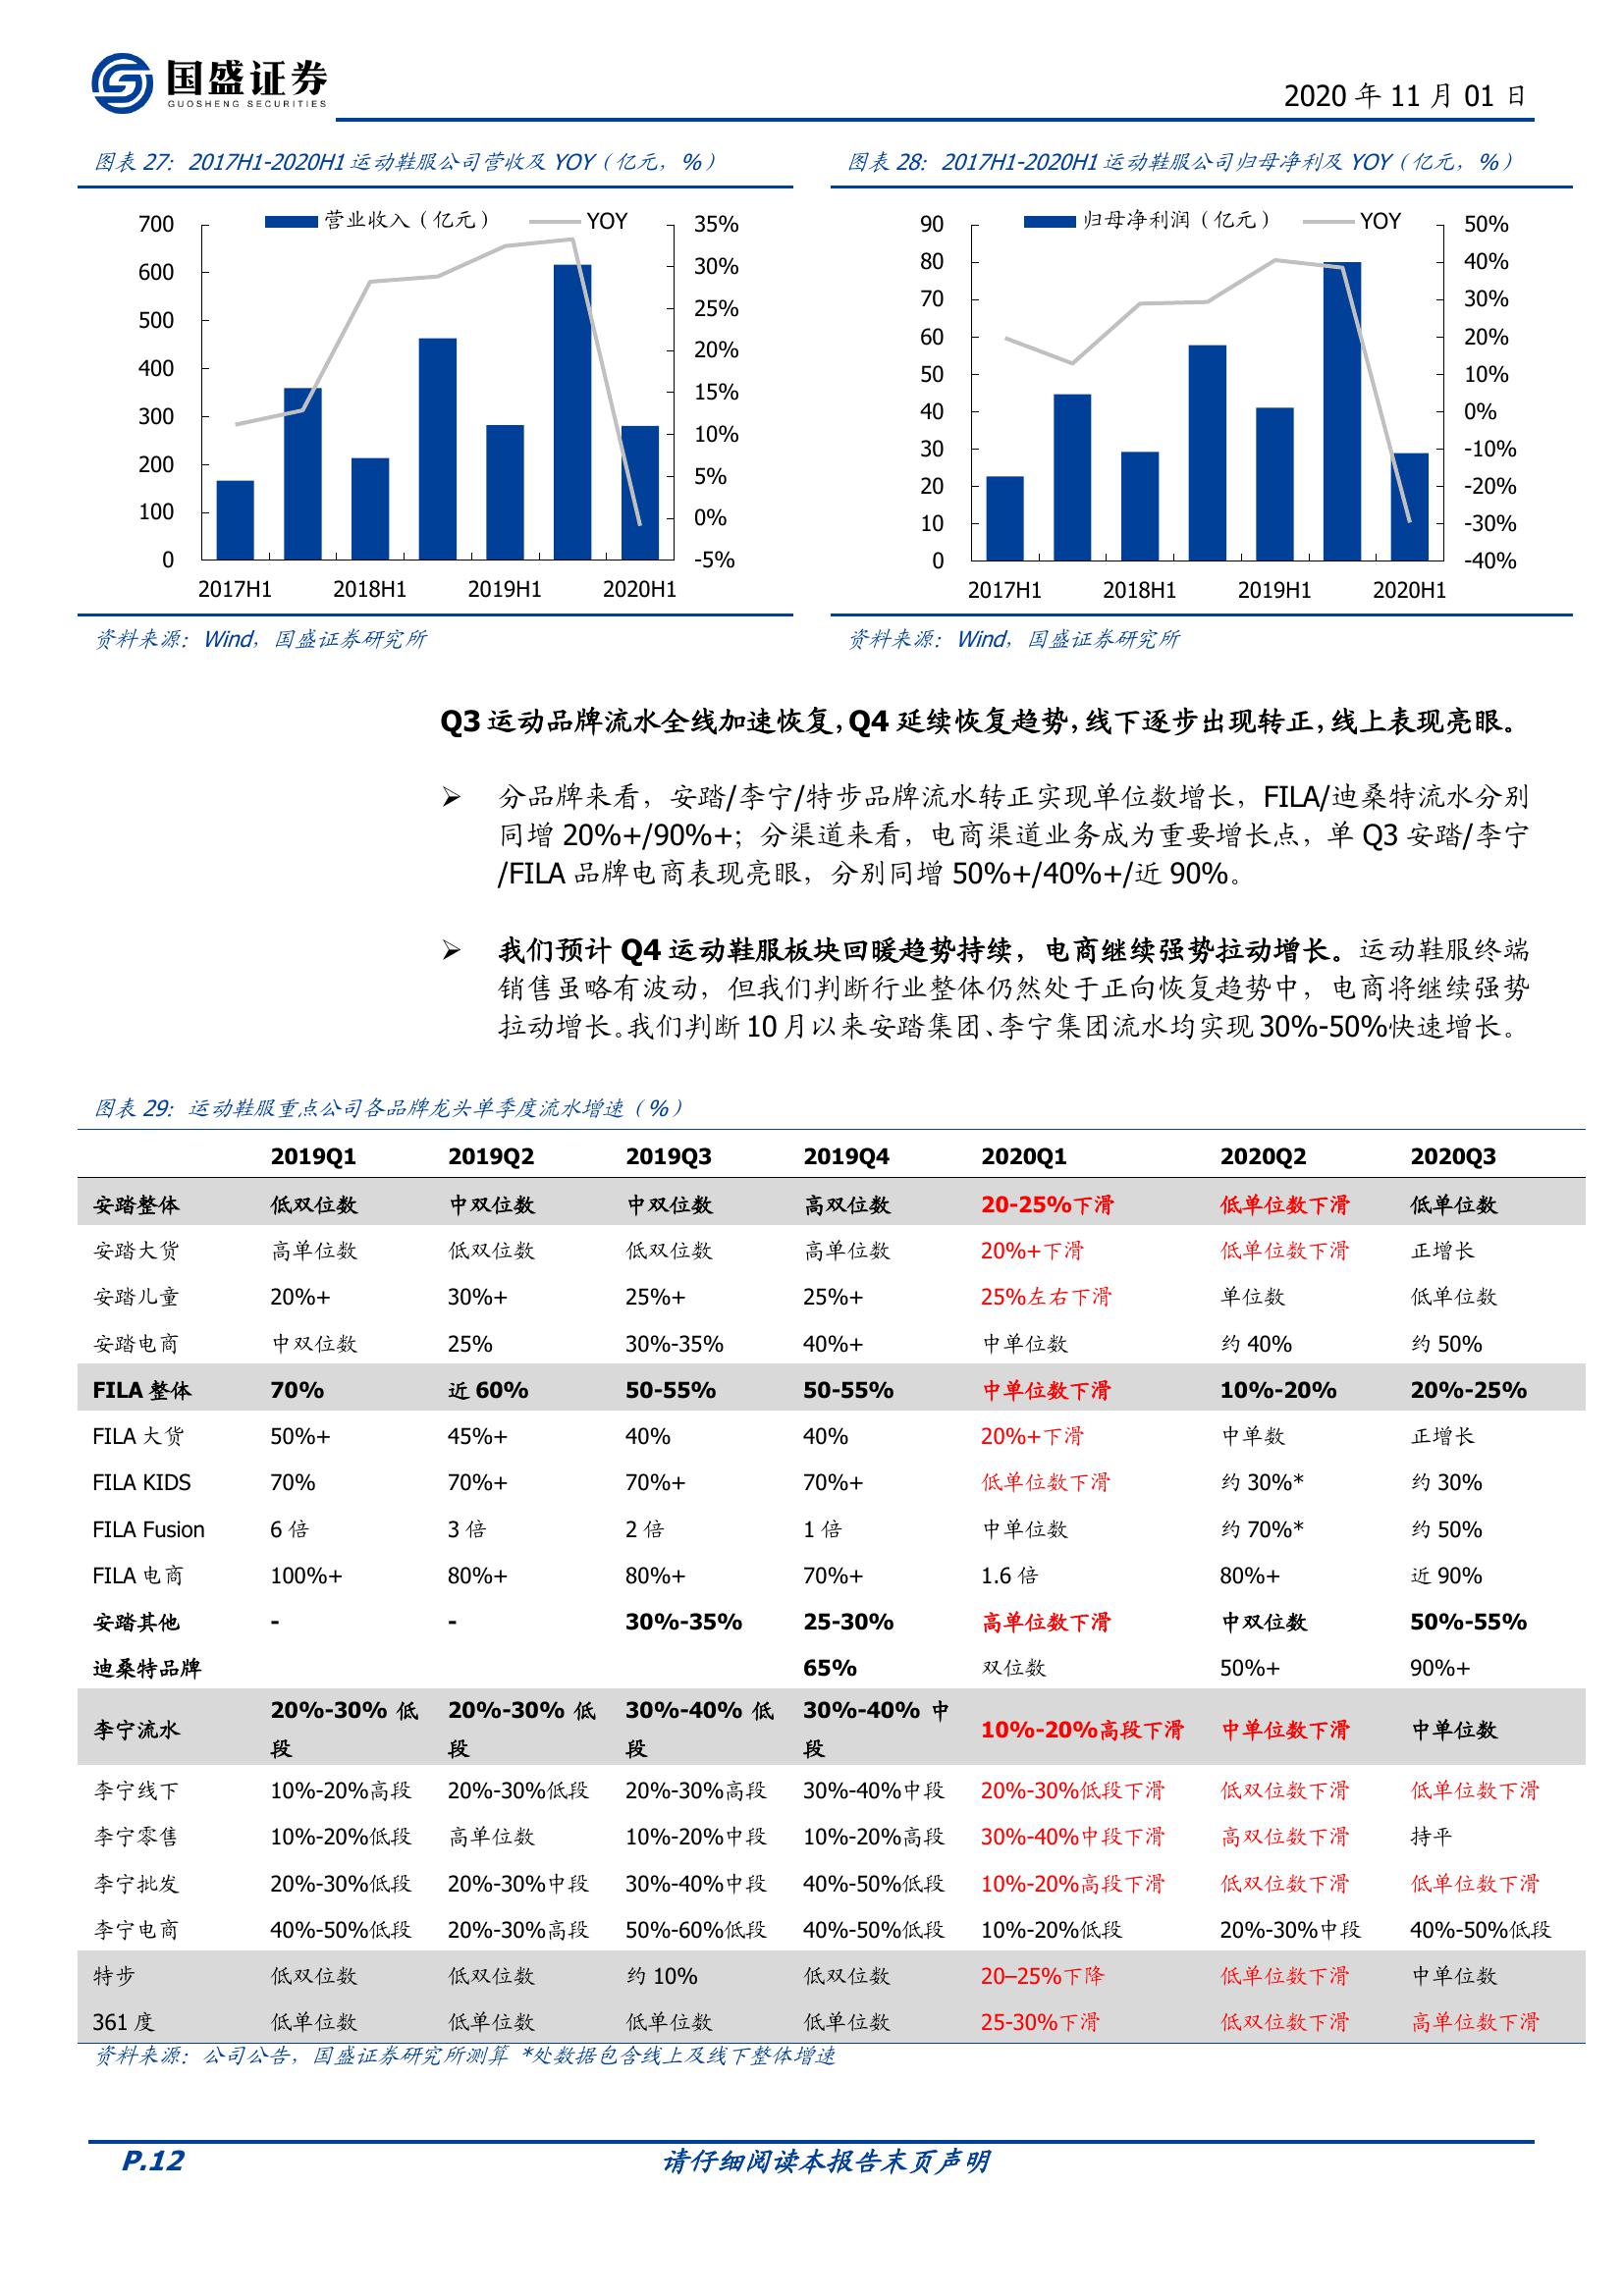 国盛证券
GUOSHENG SECURITIES
2020 年 11 月 01 日
图表 27：2017H1-2020H1 运动鞋服公司营收及 YOY（亿元，%）
营业收入（亿元） YOY
700
600
500
400
300
200
100
0
35%
30%
25%
20%
15%
10%
5%
0%
-5%
2017H1 2018H1 2019H1 2020H1
资料来源：Wind，国盛证券研究所
图表 28：2017H1-2020H1 运动鞋服公司归母净利及 YOY（亿元，%）
归母净利润（亿元） YOY
90
80
70
60
50
40
30
20
10
0
50%
40%
30%
20%
10%
0%
-10%
-20%
-30%
-40%
2017H1 2018H1 2019H1 2020H1
资料来源：Wind，国盛证券研究所
Q3 运动品牌流水全线加速恢复，Q4 延续恢复趋势，线下逐步出现转正，线上表现亮眼。
➢ 分品牌来看，安踏/李宁/特步品牌流水转正实现单位数增长，FILA/迪桑特流水分别
同增 20%+/90%+；分渠道来看，电商渠道业务成为重要增长点，单 Q3 安踏/李宁
/FILA 品牌电商表现亮眼，分别同增 50%+/40%+/近 90%。
➢ 我们预计 Q4 运动鞋服板块回暖趋势持续，电商继续强势拉动增长。运动鞋服终端
销售虽略有波动，但我们判断行业整体仍然处于正向恢复趋势中，电商将继续强势
拉动增长。我们判断 10 月以来安踏集团、李宁集团流水均实现 30%-50%快速增长。
图表 29：运动鞋服重点公司各品牌龙头单季度流水增速（%）
2019Q1 2019Q2 2019Q3 2019Q4 2020Q1 2020Q2 2020Q3
安踏整体 低双位数 中双位数 中双位数 高双位数 20-25%下滑 低单位数下滑 低单位数
安踏大货 高单位数 低双位数 低双位数 高单位数 20%+下滑 低单位数下滑 正增长
安踏儿童 20%+ 30%+ 25%+ 25%+ 25%左右下滑 单位数 低单位数
安踏电商 中双位数 25% 30%-35% 40%+ 中单位数 约 40% 约 50%
FILA 整体 70% 近 60% 50-55% 50-55% 中单位数下滑 10%-20% 20%-25%
FILA 大货 50%+ 45%+ 40% 40% 20%+下滑 中单数 正增长
FILA KIDS 70% 70%+ 70%+ 70%+ 低单位数下滑 约 30%* 约 30%
FILA Fusion 6 倍 3 倍 2 倍 1 倍 中单位数 约 70%* 约 50%
FILA 电商 100%+ 80%+ 80%+ 70%+ 1.6 倍 80%+ 近 90%
安踏其他 - - 30%-35% 25-30% 高单位数下滑 中双位数 50%-55%
迪桑特品牌 65% 双位数 50%+ 90%+
李宁流水 20%-30% 低段 20%-30% 低段 30%-40% 低段 30%-40% 中段 10%-20%高段下滑 中单位数下滑 中单位数
李宁线下 10%-20%高段 20%-30%低段 20%-30%高段 30%-40%中段 20%-30%低段下滑 低双位数下滑 低单位数下滑
李宁零售 10%-20%低段 高单位数 10%-20%中段 10%-20%高段 30%-40%中段下滑 高双位数下滑 持平
李宁批发 20%-30%低段 20%-30%中段 30%-40%中段 40%-50%低段 10%-20%高段下滑 低双位数下滑 低单位数下滑
李宁电商 40%-50%低段 20%-30%高段 50%-60%低段 40%-50%低段 10%-20%低段 20%-30%中段 40%-50%低段
特步 低双位数 低双位数 约 10% 低双位数 20–25%下降 低单位数下滑 中单位数
361 度 低单位数 低单位数 低单位数 低单位数 25-30%下滑 低双位数下滑 高单位数下滑
资料来源：公司公告，国盛证券研究所测算 *处数据包含线上及线下整体增速
P.12 请仔细阅读本报告末页声明